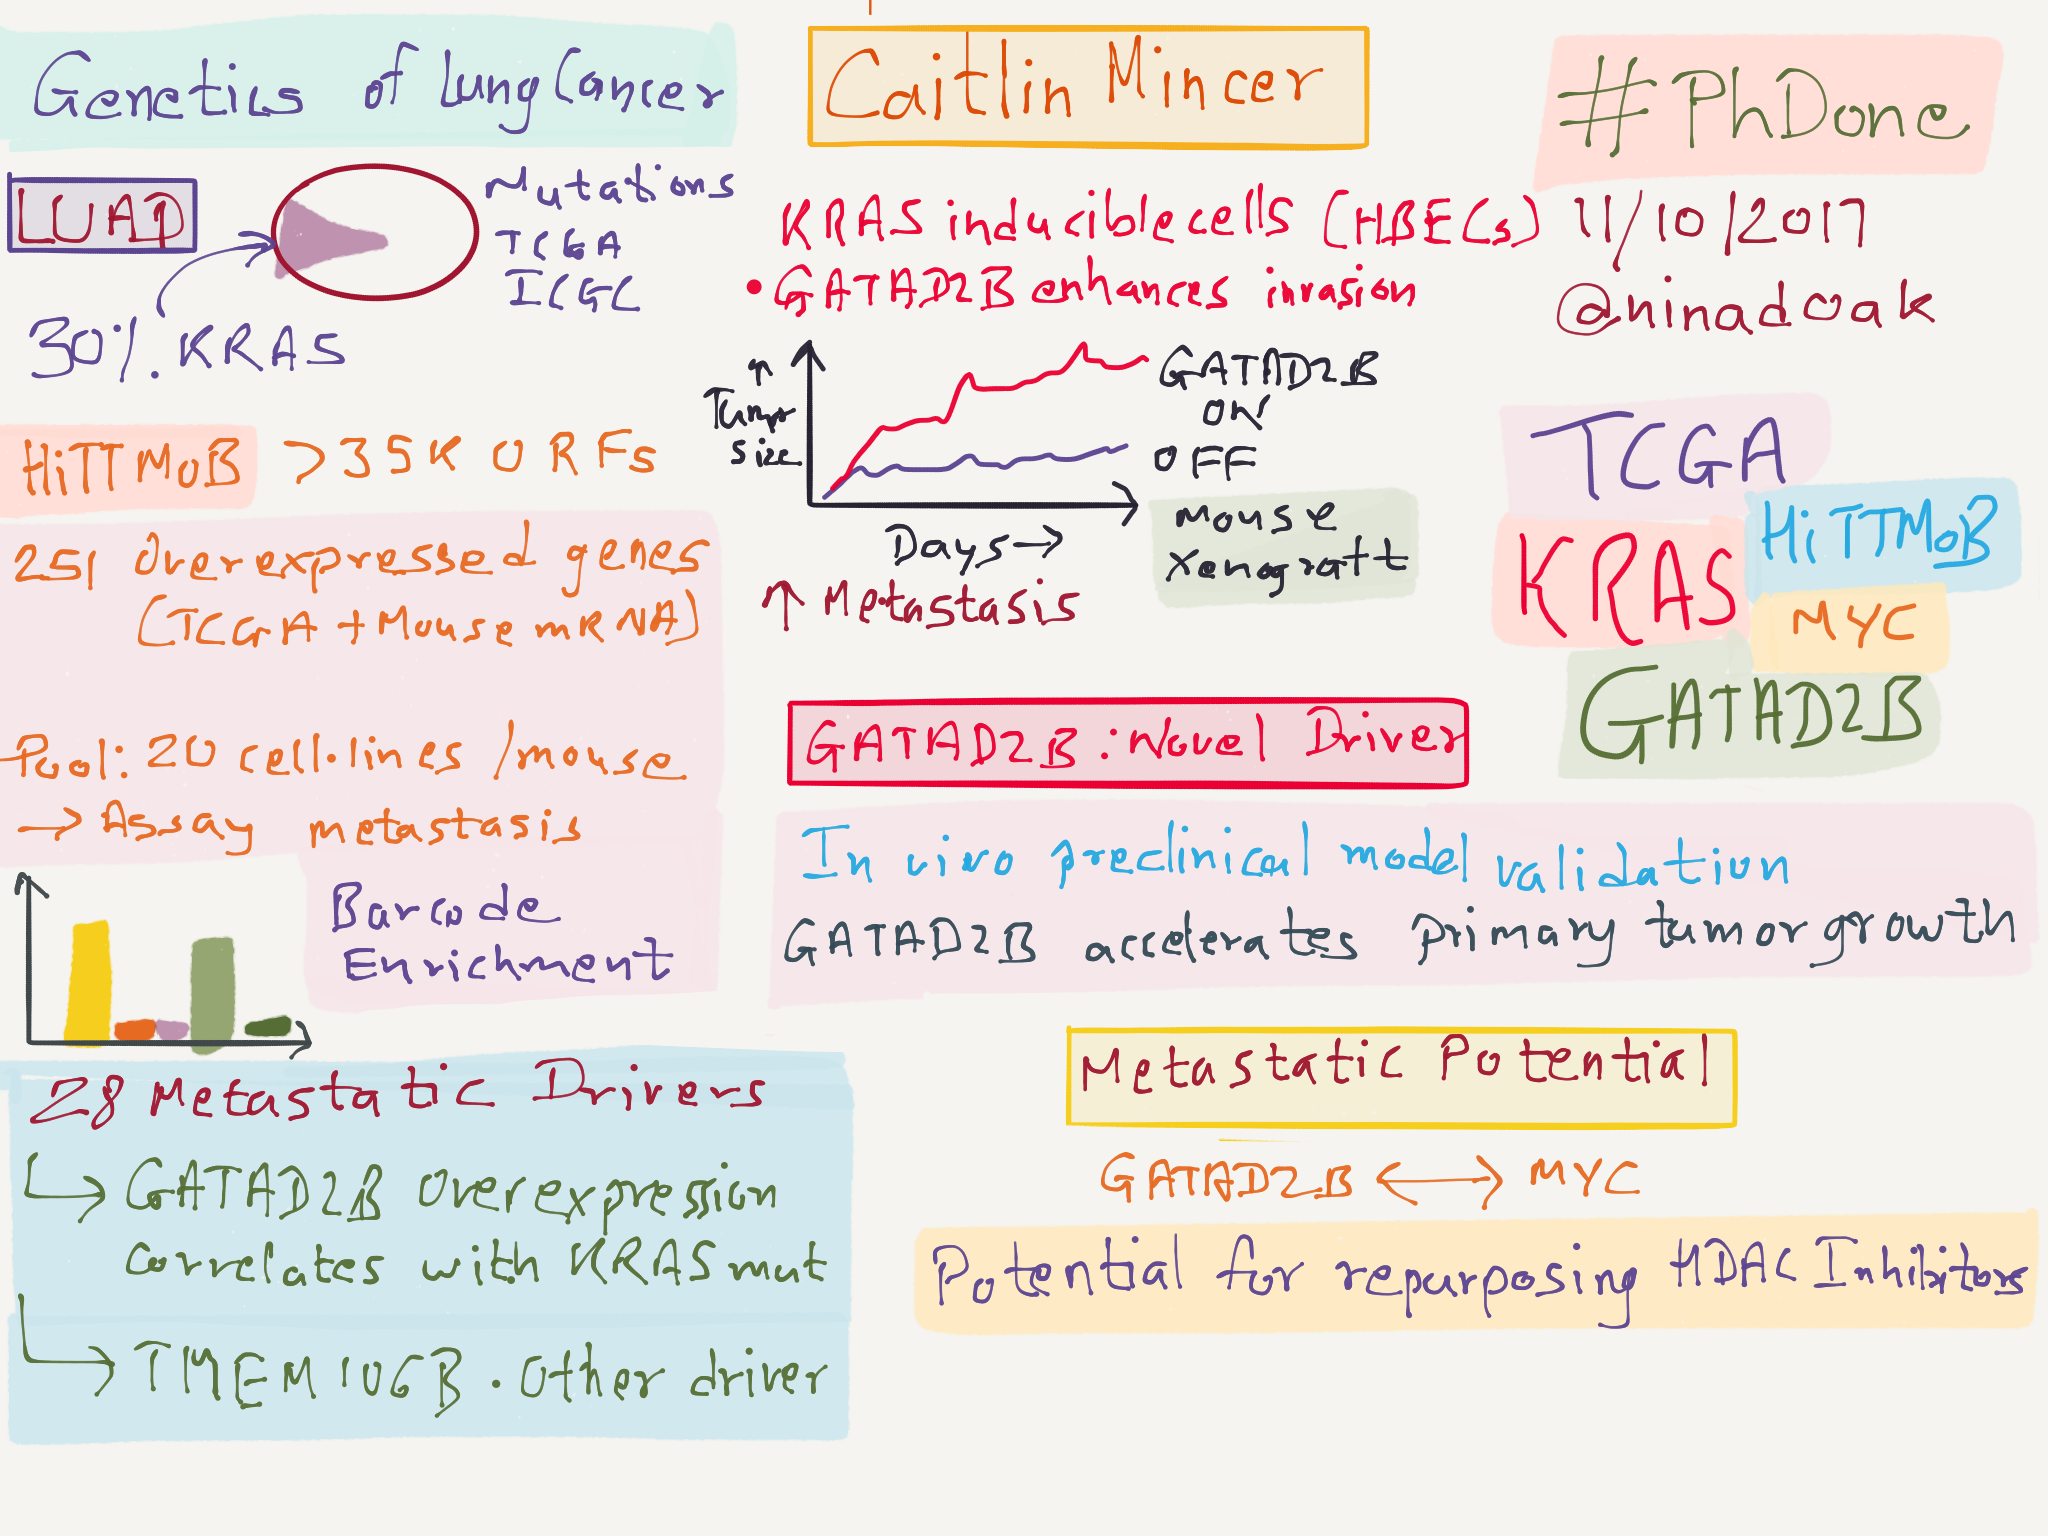 Genetics of Lung Cancer
LUAD
Mutations
TCGA
ICGC
30% KRAS
HiTTMoB >35K ORFs
251 Overexpressed genes
(TCGA + Mouse mRNA)
Pool: 20 cell·lines /mouse
→ Assay metastasis
Barcode
Enrichment
28 Metastatic Drivers
GATAD2B Overexpression
correlates with KRAS mut
TMEM106B · Other driver
Caitlin Mincer
KRAS inducible cells (HBECs)
• GATAD2B enhances invasion
↑
Tumor
Size
GATAD2B
ON
OFF
Days →
Mouse
Xenograft
↑ Metastasis
GATAD2B: Novel Driver
In vivo preclinical model validation
GATAD2B accelerates primary tumor growth
Metastatic Potential
GATAD2B ↔ MYC
Potential for repurposing HDAC Inhibitors
#PhDone
11/10/2017
@ninadoak
TCGA
HiTTMoB
KRAS
MYC
GATAD2B